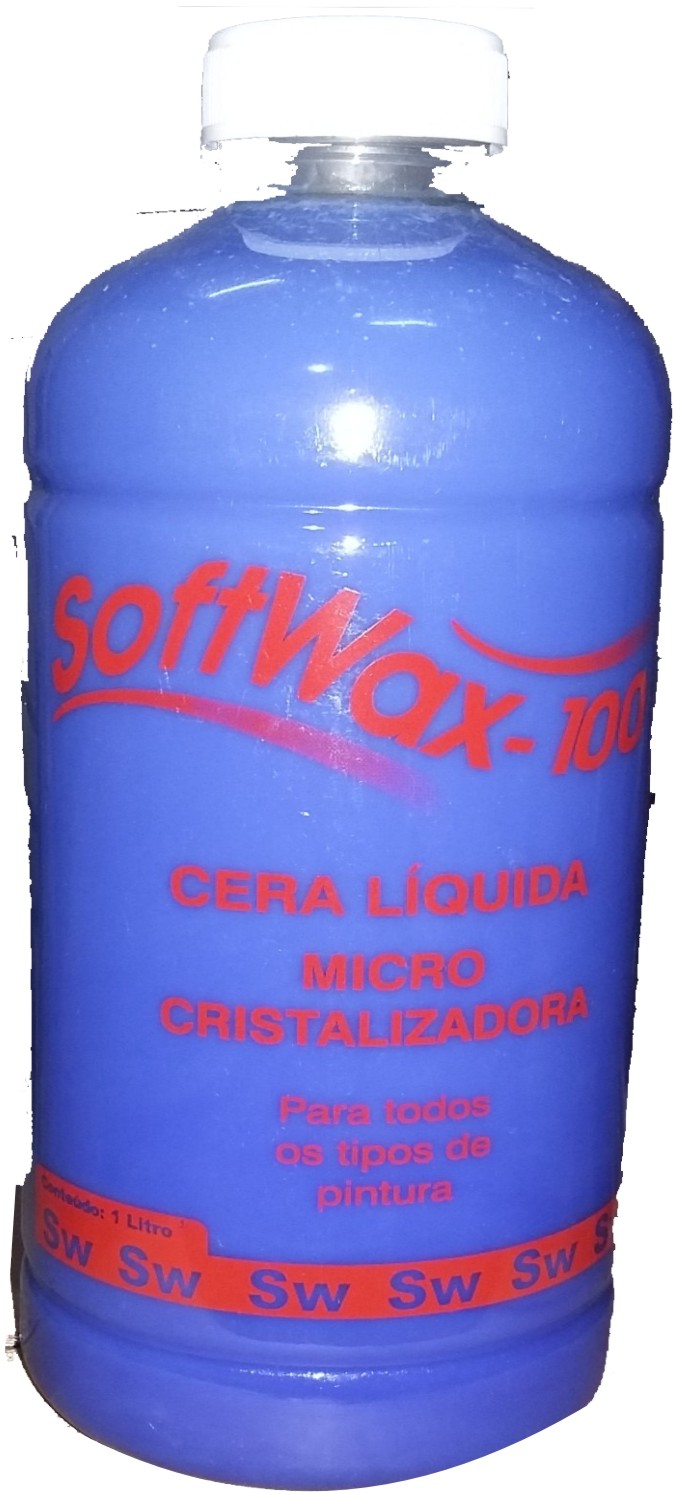 SoftWax-100
CERA LÍQUIDA
MICRO
CRISTALIZADORA
Para todos
os tipos de
pintura
Conteúdo: 1 Litro
Sw Sw Sw Sw Sw